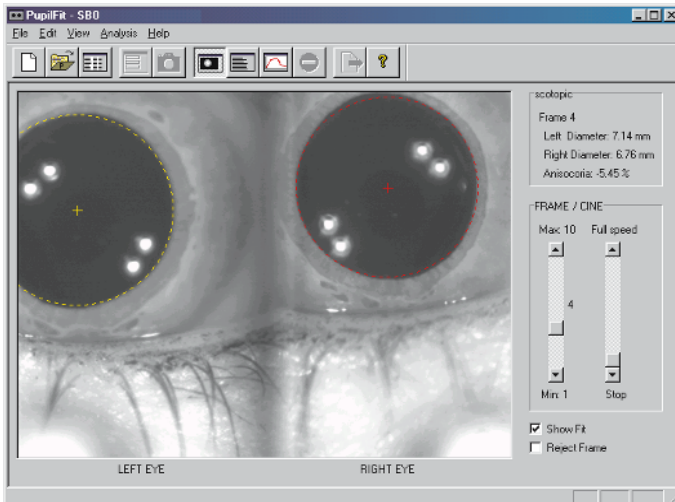 PupilFit - SB0
File Edit View Analysis Help
scotopic
Frame 4
Left Diameter: 7.14 mm
Right Diameter: 6.76 mm
Anisocoria: -5.45 %
FRAME / CINE
Max: 10 Full speed
4
Min: 1 Stop
Show Fit
Reject Frame
LEFT EYE RIGHT EYE